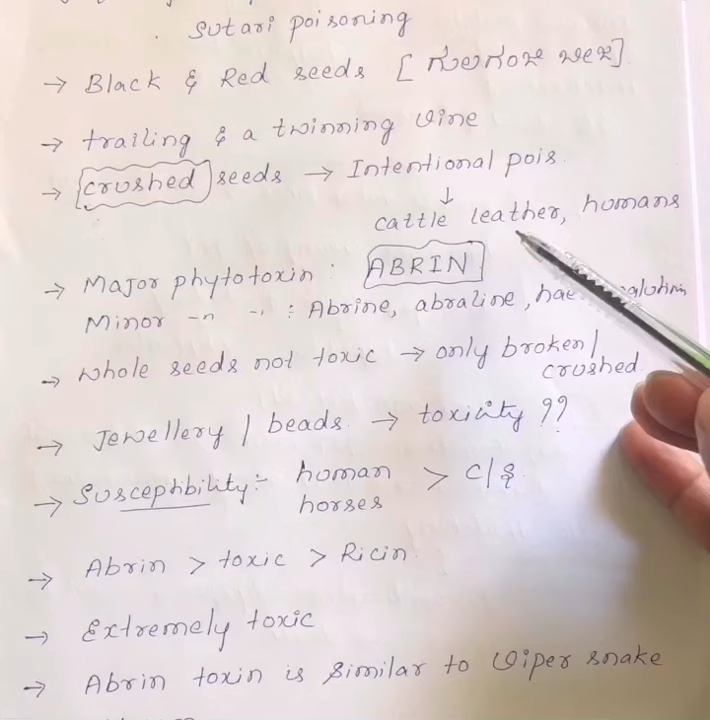 Sutari poisoning
→ Black & Red seeds [ ಗುಲಗಂಜಿ ಬೀಜ ]
→ trailing & a twinning vine
→ crushed seeds → Intentional pois.
↓
cattle leather, humans
→ Major phytotoxin : ABRIN
Minor -"- -"- : Abrine, abraline,
→ whole seeds not toxic → only broken/
crushed
→ Jewellery / beads → toxicity ??
→ Susceptibility :- human > c/s
horses
→ Abrin > toxic > Ricin
→ Extremely toxic
→ Abrin toxin is similar to Viper snake